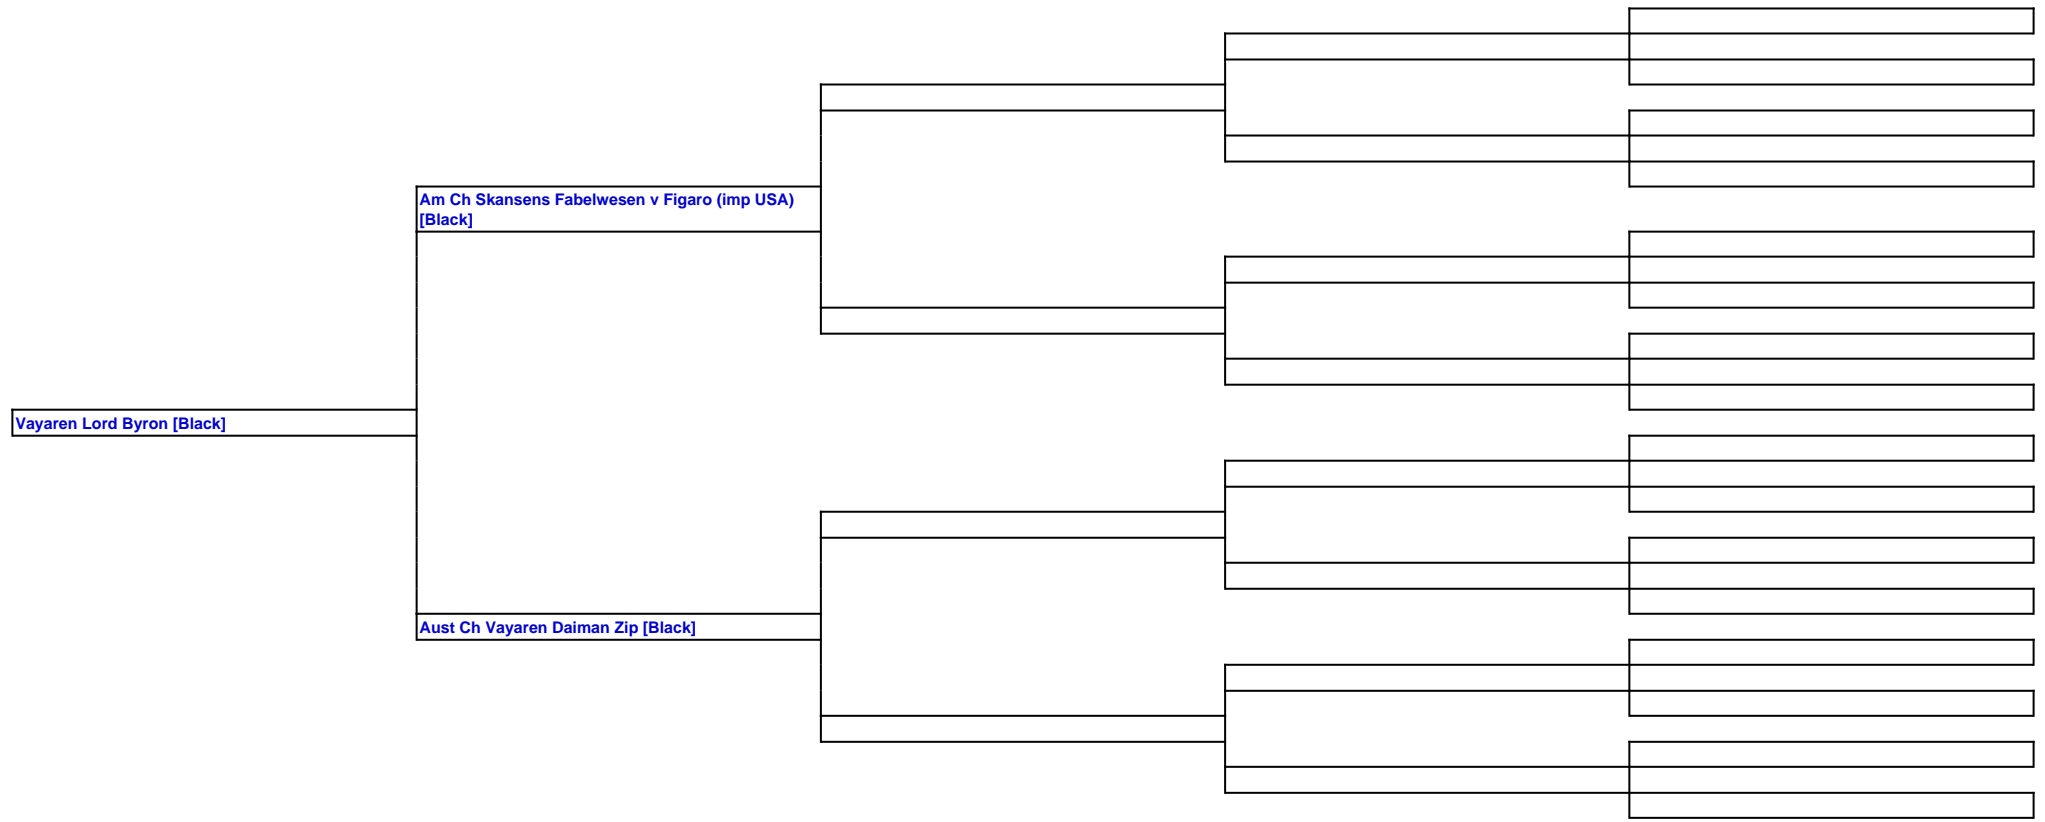 Am Ch Skansens Fabelwesen v Figaro (imp USA)
[Black]
Vayaren Lord Byron [Black]
Aust Ch Vayaren Daiman Zip [Black]